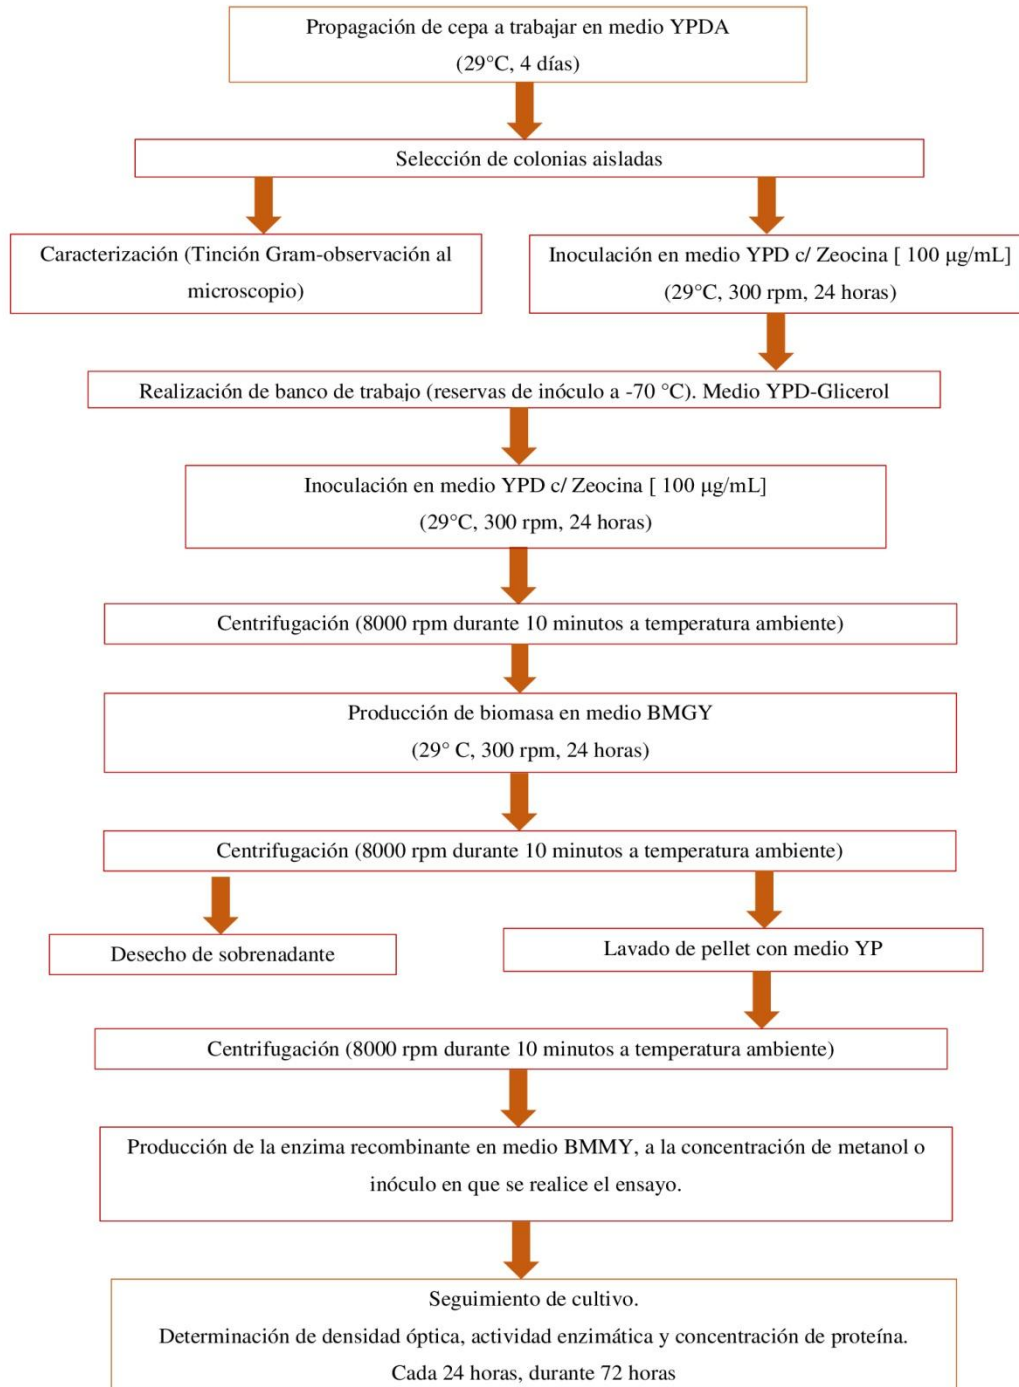 Propagación de cepa a trabajar en medio YPDA
(29°C, 4 días)
Selección de colonias aisladas
Caracterización (Tinción Gram-observación al
microscopio)
Inoculación en medio YPD c/ Zeocina [ 100 µg/mL]
(29°C, 300 rpm, 24 horas)
Realización de banco de trabajo (reservas de inóculo a -70 °C). Medio YPD-Glicerol
Inoculación en medio YPD c/ Zeocina [ 100 µg/mL]
(29°C, 300 rpm, 24 horas)
Centrifugación (8000 rpm durante 10 minutos a temperatura ambiente)
Producción de biomasa en medio BMGY
(29° C, 300 rpm, 24 horas)
Centrifugación (8000 rpm durante 10 minutos a temperatura ambiente)
Desecho de sobrenadante
Lavado de pellet con medio YP
Centrifugación (8000 rpm durante 10 minutos a temperatura ambiente)
Producción de la enzima recombinante en medio BMMY, a la concentración de metanol o
inóculo en que se realice el ensayo.
Seguimiento de cultivo.
Determinación de densidad óptica, actividad enzimática y concentración de proteína.
Cada 24 horas, durante 72 horas